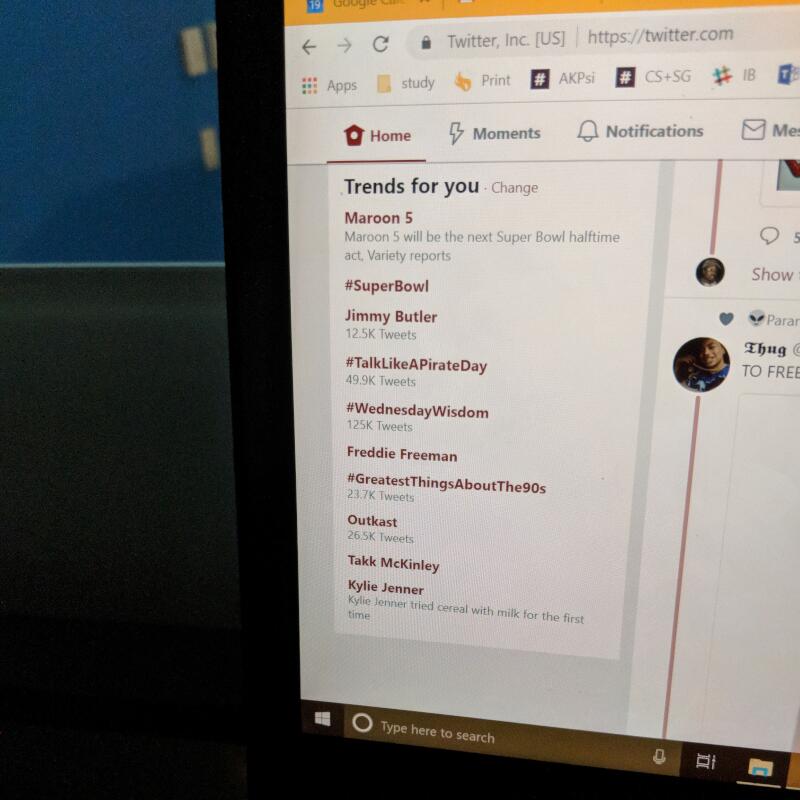 19 Google Cale
Twitter, Inc. [US] | https://twitter.com
Apps study Print # AKPsi # CS+SG IB
Home Moments Notifications Mes
Trends for you · Change
Maroon 5
Maroon 5 will be the next Super Bowl halftime
act, Variety reports
#SuperBowl
Jimmy Butler
12.5K Tweets
#TalkLikeAPirateDay
49.9K Tweets
#WednesdayWisdom
125K Tweets
Freddie Freeman
#GreatestThingsAboutThe90s
23.7K Tweets
Outkast
26.5K Tweets
Takk McKinley
Kylie Jenner
Kylie Jenner tried cereal with milk for the first
time
5
Show
Paran
Thug @
TO FREE
Type here to search